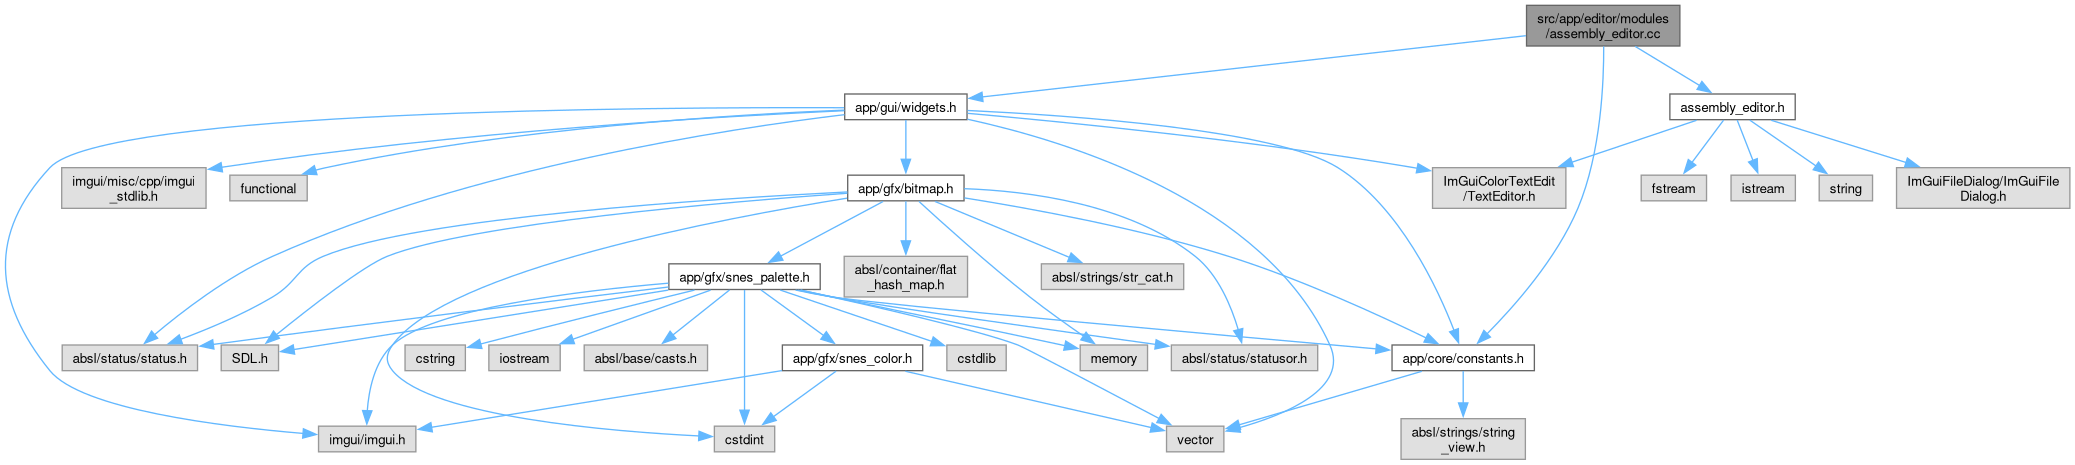 src/app/editor/modules
/assembly_editor.cc
app/gui/widgets.h
assembly_editor.h
imgui/misc/cpp/imgui
_stdlib.h
functional
app/gfx/bitmap.h
ImGuiColorTextEdit
/TextEditor.h
fstream
istream
string
ImGuiFileDialog/ImGuiFile
Dialog.h
app/gfx/snes_palette.h
absl/container/flat
_hash_map.h
absl/strings/str_cat.h
absl/status/status.h
SDL.h
cstring
iostream
absl/base/casts.h
app/gfx/snes_color.h
cstdlib
memory
absl/status/statusor.h
app/core/constants.h
imgui/imgui.h
cstdint
vector
absl/strings/string
_view.h